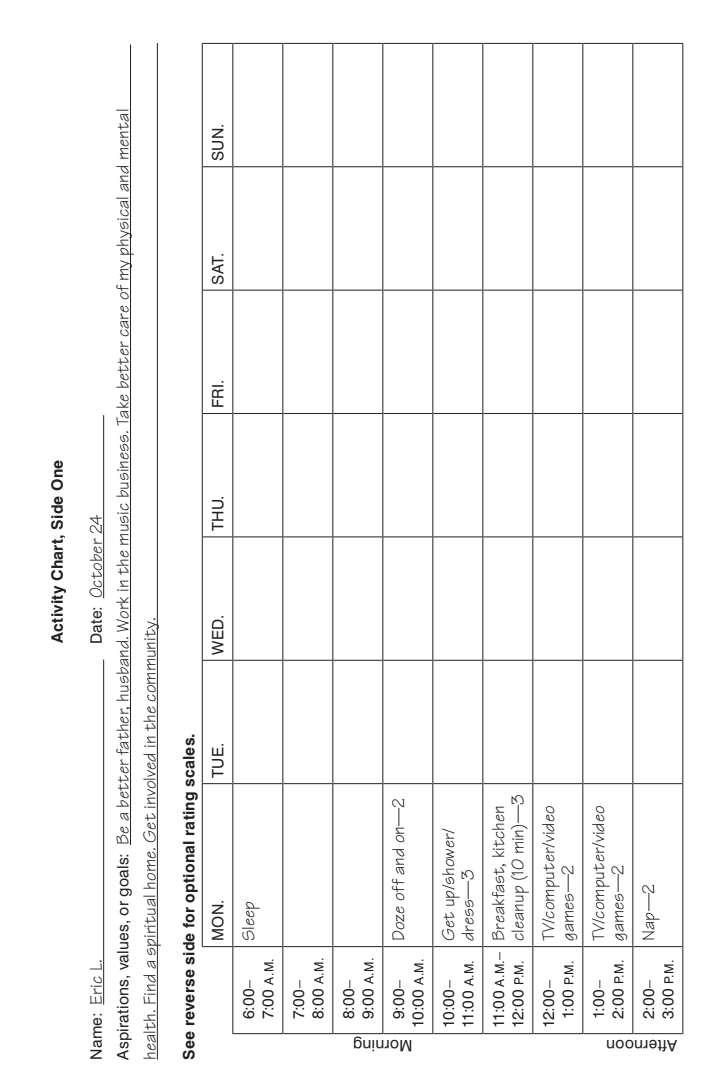 Activity Chart, Side One
Name: Eric L. Date: October 24
Aspirations, values, or goals: Be a better father, husband. Work in the music business. Take better care of my physical and mental
health. Find a spiritual home. Get involved in the community.
See reverse side for optional rating scales.
MON. TUE. WED. THU. FRI. SAT. SUN.
Morning
6:00–
7:00 A.M.
Sleep
7:00–
8:00 A.M.
8:00–
9:00 A.M.
9:00–
10:00 A.M.
Doze off and on—2
10:00–
11:00 A.M.
Get up/shower/
dress—3
11:00 A.M.–
12:00 P.M.
Breakfast, kitchen
cleanup (10 min)—3
Afternoon
12:00–
1:00 P.M.
TV/computer/video
games—2
1:00–
2:00 P.M.
TV/computer/video
games—2
2:00–
3:00 P.M.
Nap—2